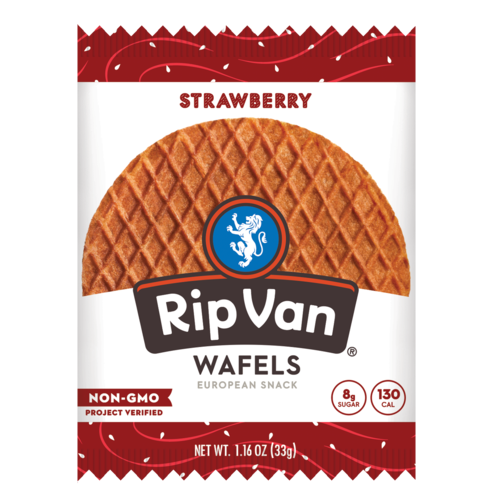 STRAWBERRY
Rip Van
®
WAFELS
EUROPEAN SNACK
NON-GMO
PROJECT VERIFIED
8g
SUGAR
130
CAL
NET WT. 1.16 OZ (33g)